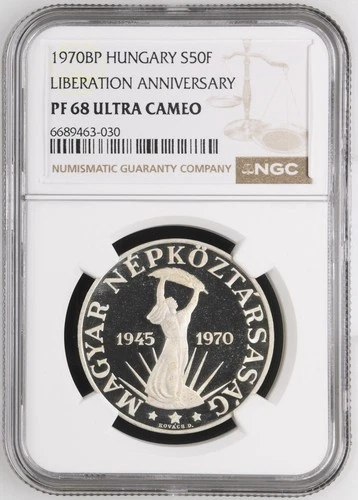 1970BP HUNGARY S50F
LIBERATION ANNIVERSARY
PF 68 ULTRA CAMEO
6689463-030
NUMISMATIC GUARANTY COMPANY NGC
MAGYAR NÉPKÖZTÁRSASÁG
1945 1970
KOVÁCS D.